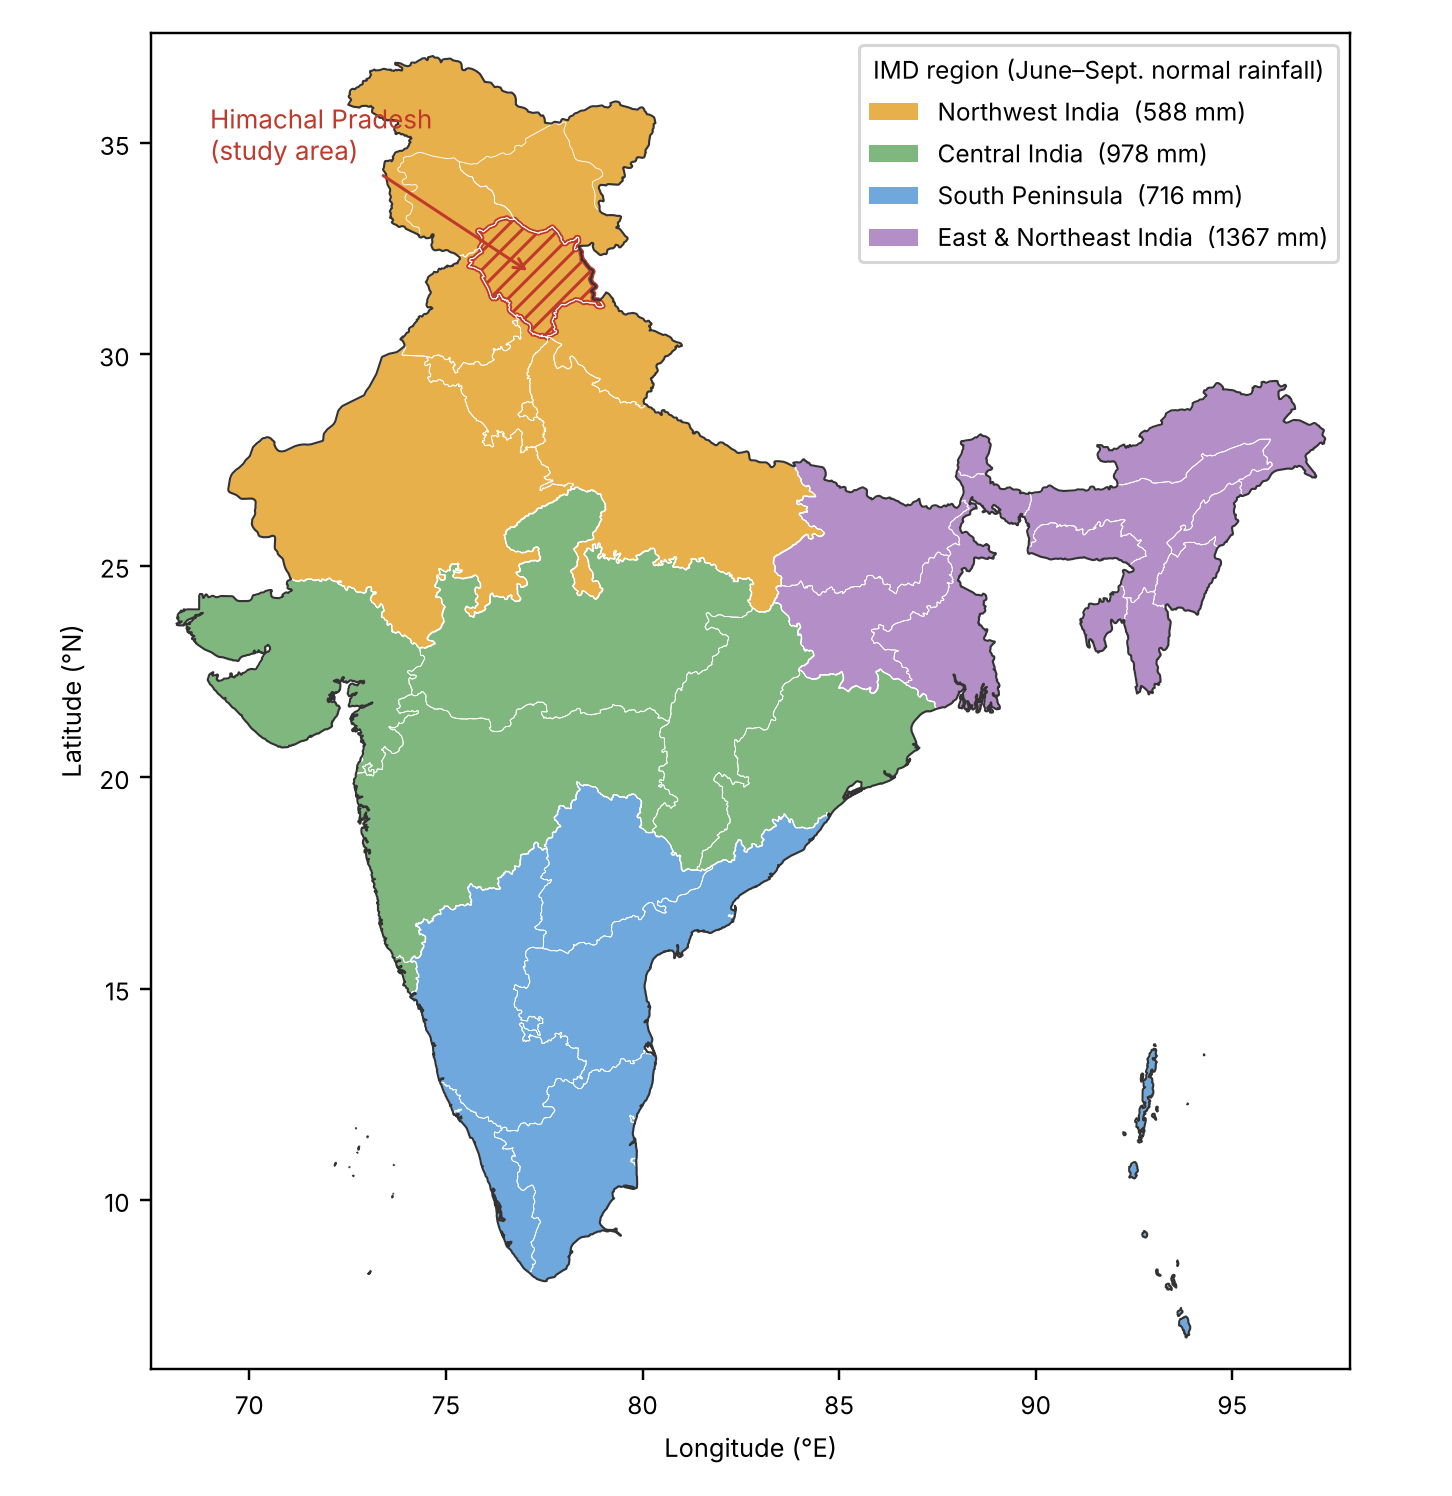 IMD region (June–Sept. normal rainfall)
Northwest India (588 mm)
Central India (978 mm)
South Peninsula (716 mm)
East & Northeast India (1367 mm)
Himachal Pradesh
(study area)
35
30
25
20
15
10
Latitude (°N)
70
75
80
85
90
95
Longitude (°E)